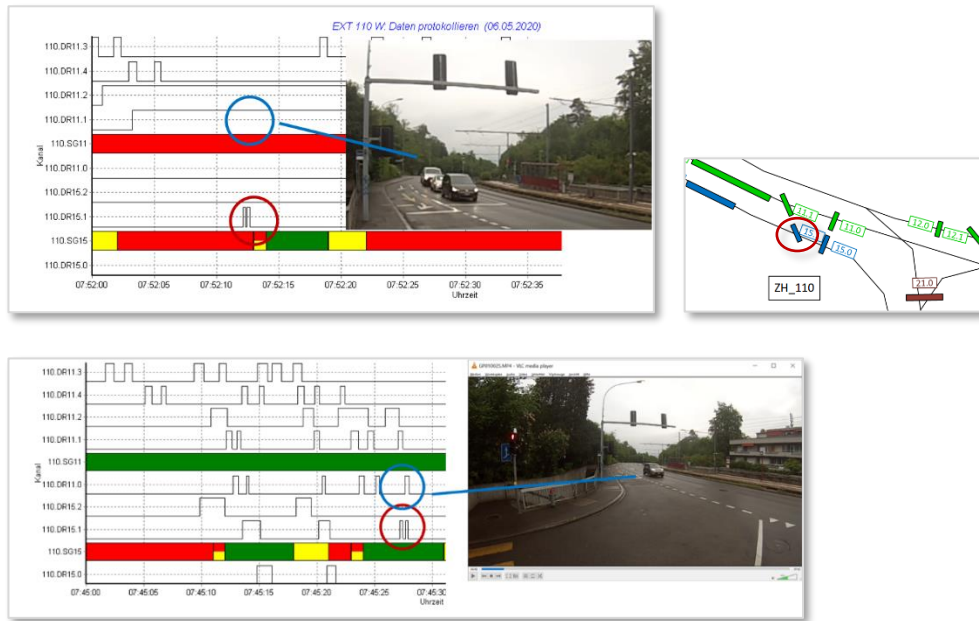 EXT 110 W: Daten protokollieren (06.05.2020)
110.DR11.3
110.DR11.4
110.DR11.2
110.DR11.1
110.SG11
110.DR11.0
110.DR15.2
110.DR15.1
110.SG15
110.DR15.0
Kanal
07:52:00 07:52:05 07:52:10 07:52:15 07:52:20 07:52:25 07:52:30 07:52:35
Uhrzeit
11.1
11.0
15.0
12.0
12.1
21.0
ZH_110
110.DR11.3
110.DR11.4
110.DR11.2
110.DR11.1
110.SG11
110.DR11.0
110.DR15.2
110.DR15.1
110.SG15
110.DR15.0
Kanal
07:45:00 07:45:05 07:45:10 07:45:15 07:45:20 07:45:25 07:45:30
Uhrzeit
VLC media player